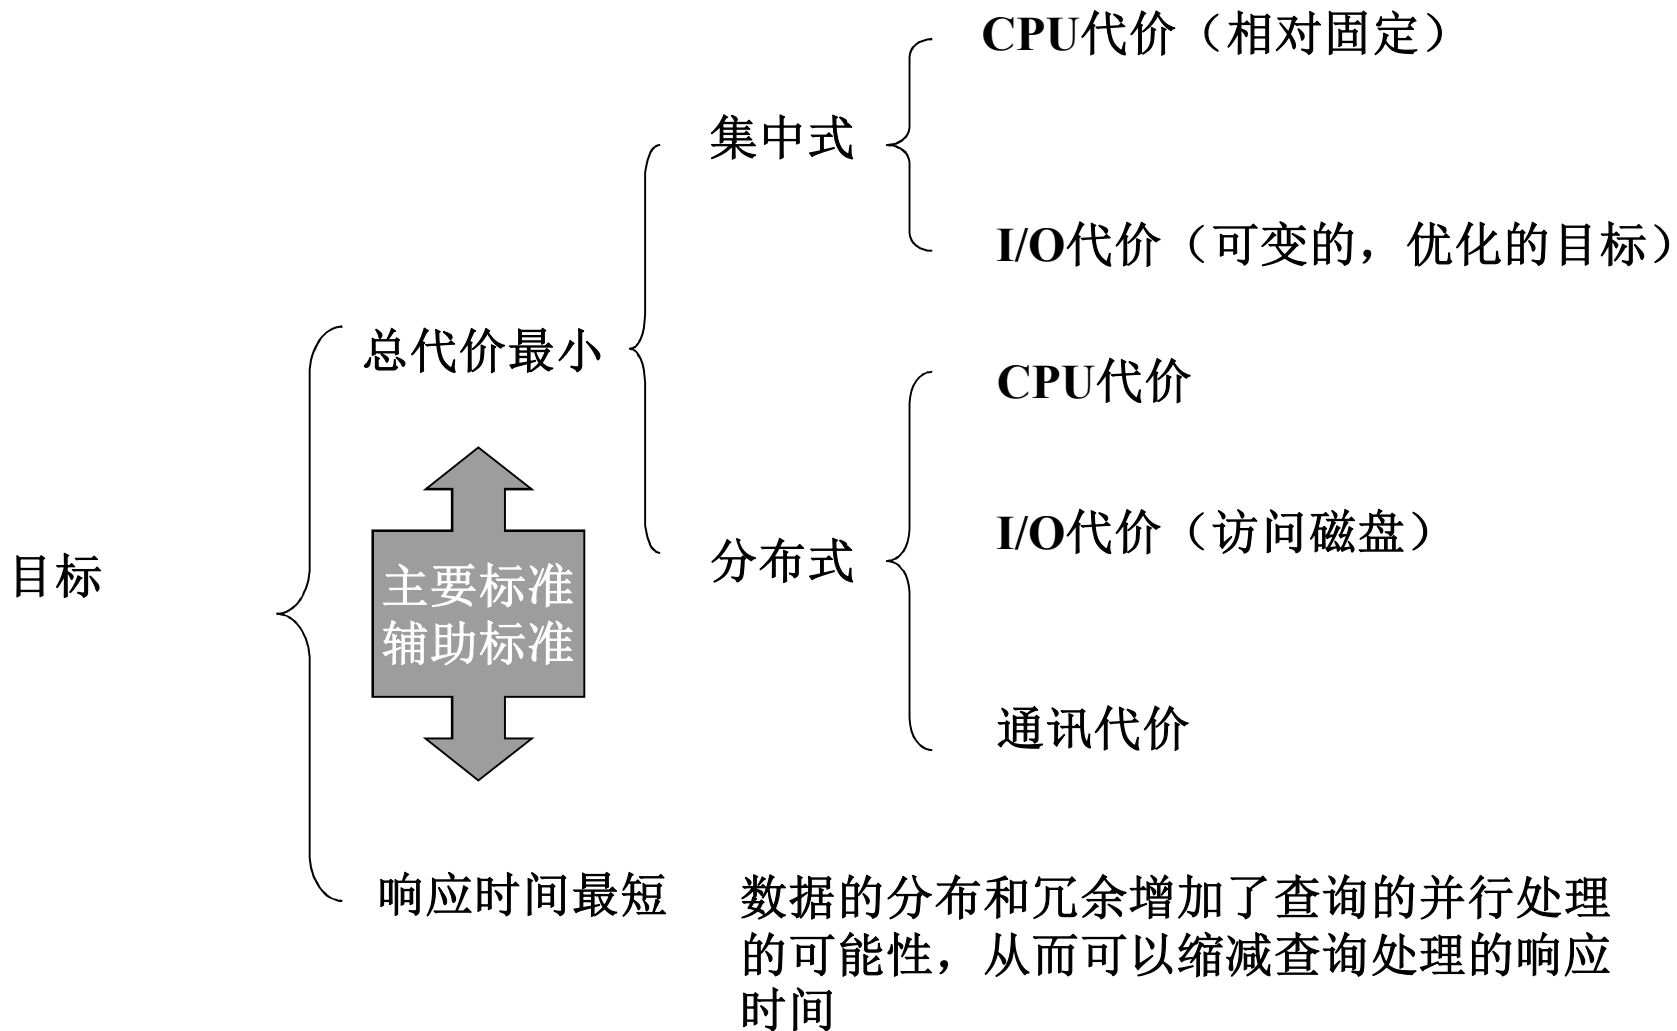 目标
总代价最小
集中式
CPU代价（相对固定）
I/O代价（可变的，优化的目标）
分布式
CPU代价
I/O代价（访问磁盘）
通讯代价
主要标准
辅助标准
响应时间最短
数据的分布和冗余增加了查询的并行处理
的可能性，从而可以缩减查询处理的响应
时间